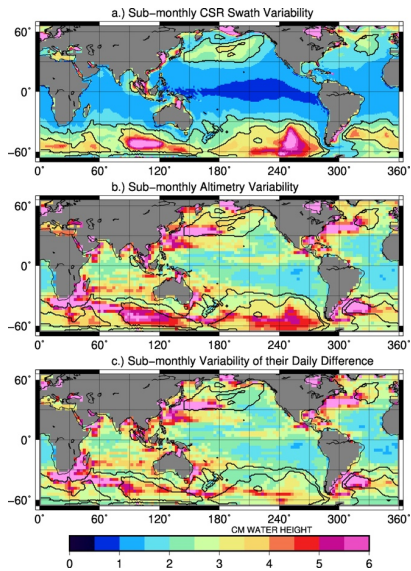 a.) Sub-monthly CSR Swath Variability
60°
0°
-60°
0° 60° 120° 180° 240° 300° 360°
b.) Sub-monthly Altimetry Variability
60°
0°
-60°
0° 60° 120° 180° 240° 300° 360°
c.) Sub-monthly Variability of their Daily Difference
60°
0°
-60°
0° 60° 120° 180° 240° 300° 360°
CM WATER HEIGHT
0 1 2 3 4 5 6